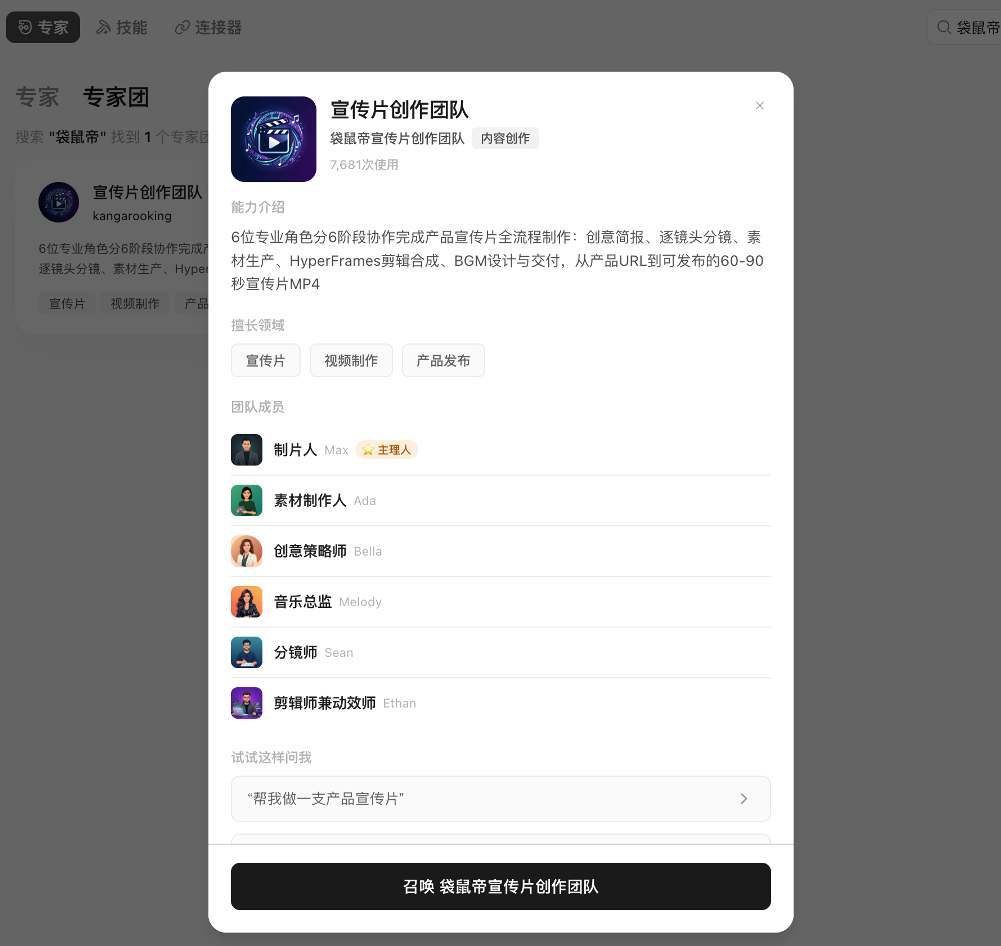 专家 技能 连接器
袋鼠帝
专家 专家团
搜索 "袋鼠帝" 找到 1 个专家团
宣传片创作团队
kangarooking
6位专业角色分6阶段协作完成产
逐镜头分镜、素材生产、Hyper
宣传片 视频制作 产品
宣传片创作团队
袋鼠帝宣传片创作团队 内容创作
7,681次使用
能力介绍
6位专业角色分6阶段协作完成产品宣传片全流程制作：创意简报、逐镜头分镜、素
材生产、HyperFrames剪辑合成、BGM设计与交付，从产品URL到可发布的60-90
秒宣传片MP4
擅长领域
宣传片 视频制作 产品发布
团队成员
制片人 Max ⭐ 主理人
素材制作人 Ada
创意策略师 Bella
音乐总监 Melody
分镜师 Sean
剪辑师兼动效师 Ethan
试试这样问我
“帮我做一支产品宣传片”
召唤 袋鼠帝宣传片创作团队